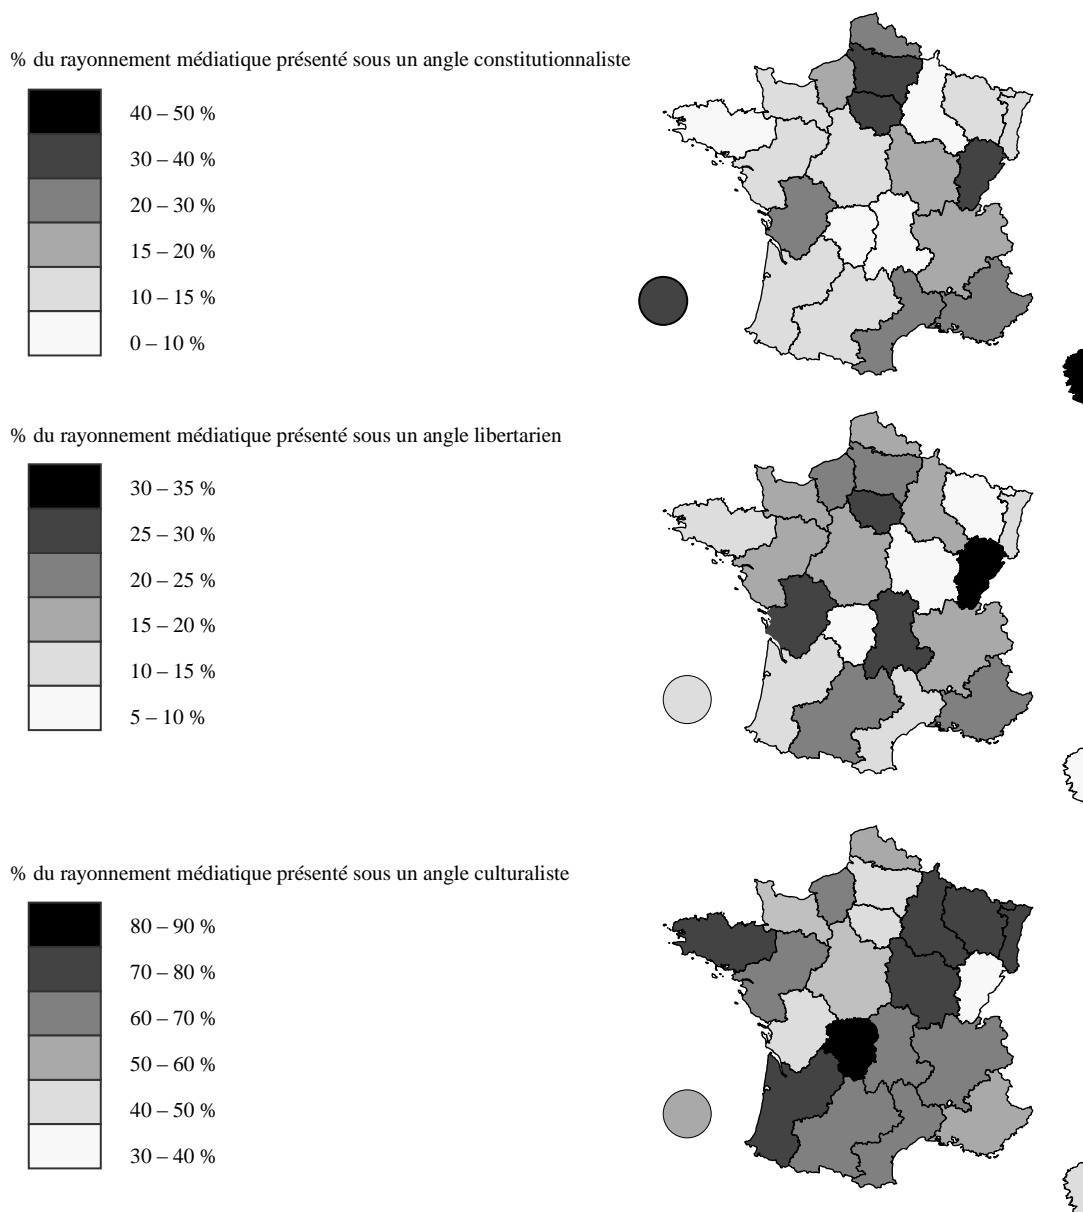 % du rayonnement médiatique présenté sous un angle constitutionnaliste
40 – 50 %
30 – 40 %
20 – 30 %
15 – 20 %
10 – 15 %
0 – 10 %
% du rayonnement médiatique présenté sous un angle libertarien
30 – 35 %
25 – 30 %
20 – 25 %
15 – 20 %
10 – 15 %
5 – 10 %
% du rayonnement médiatique présenté sous un angle culturaliste
80 – 90 %
70 – 80 %
60 – 70 %
50 – 60 %
40 – 50 %
30 – 40 %